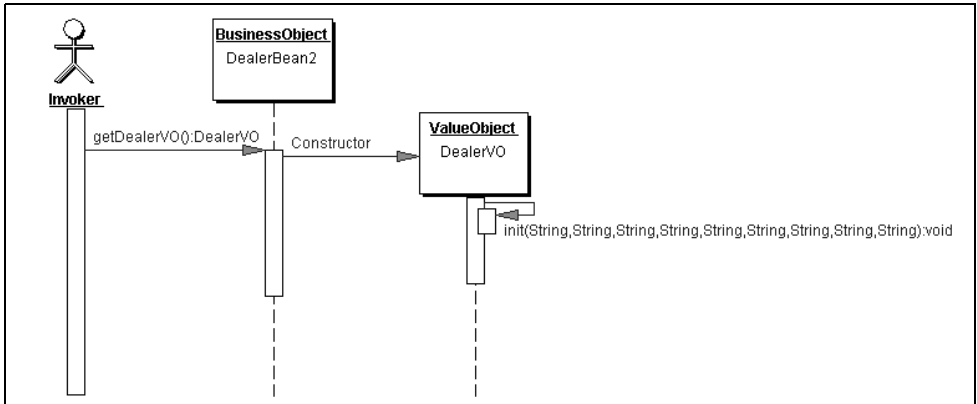 BusinessObject
DealerBean2
Invoker
getDealerVO():DealerVO
Constructor
ValueObject
DealerVO
init(String,String,String,String,String,String,String,String,String):void